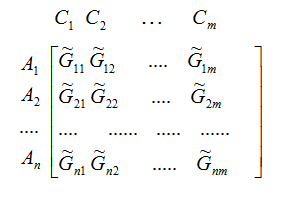 C₁ C₂ ... Cₘ
A₁ G̃₁₁ G̃₁₂ .... G̃₁ₘ
A₂ G̃₂₁ G̃₂₂ .... G̃₂ₘ
.... .... ...... ..... ......
Aₙ G̃ₙ₁ G̃ₙ₂ ..... G̃ₙₘ